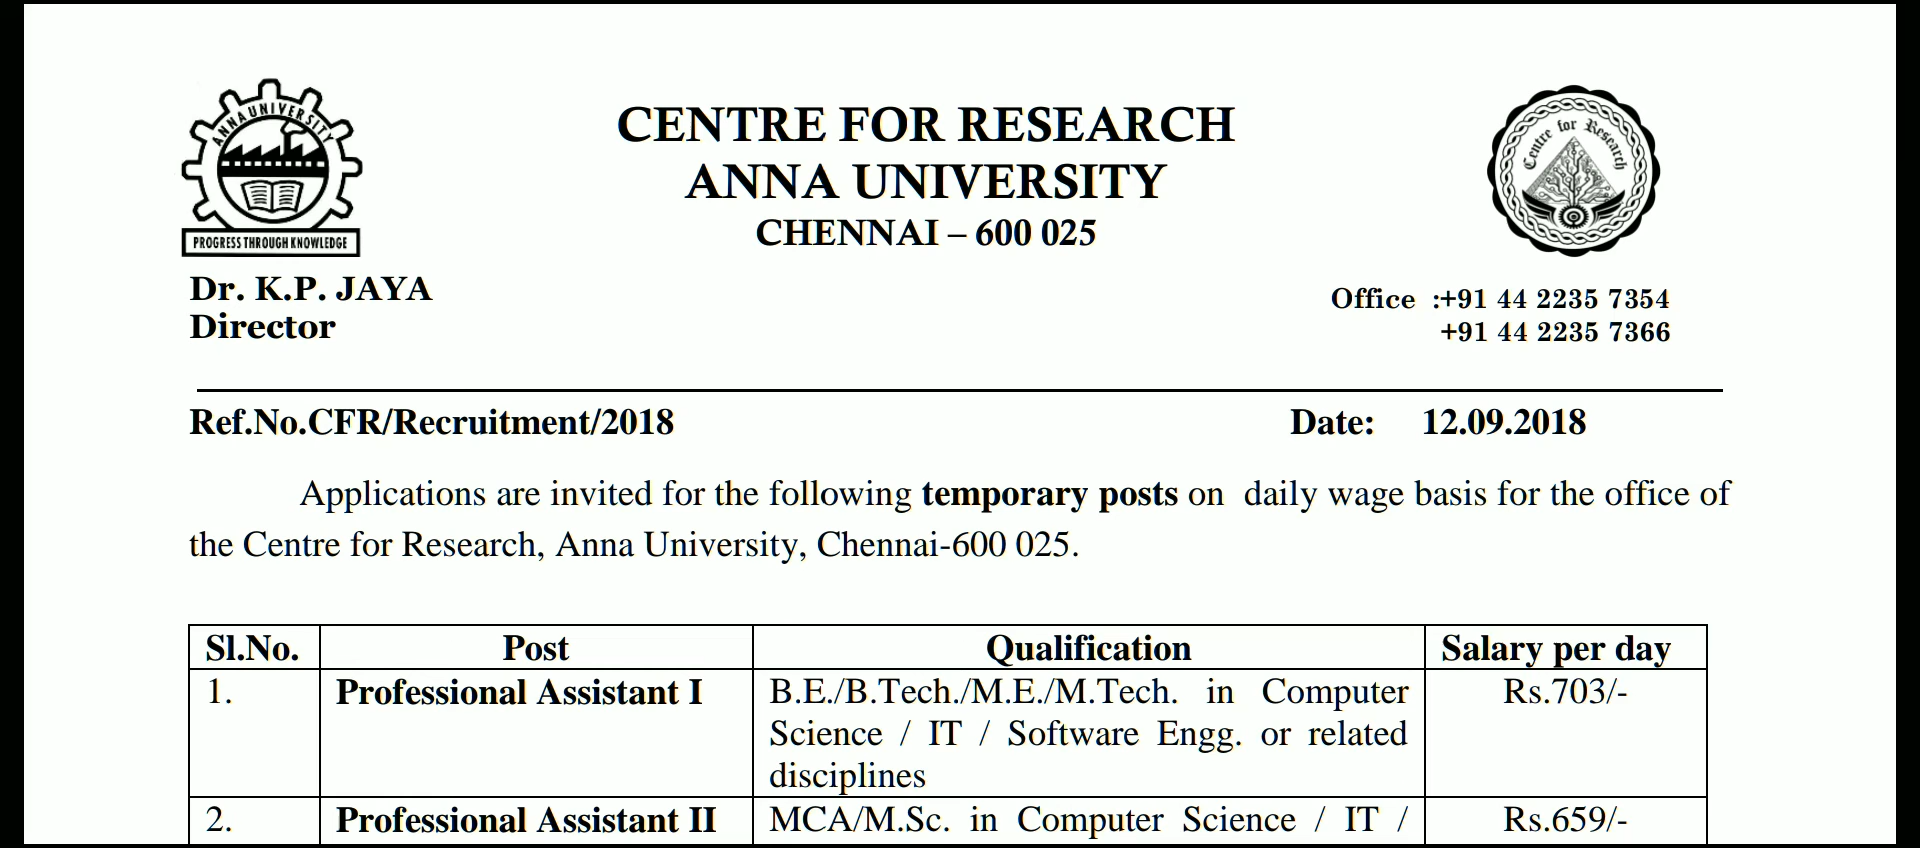 ANNA UNIVERSITY
PROGRESS THROUGH KNOWLEDGE
CENTRE FOR RESEARCH
ANNA UNIVERSITY
CHENNAI – 600 025
Centre for Research
Dr. K.P. JAYA
Director
Office :+91 44 2235 7354
+91 44 2235 7366
Ref.No.CFR/Recruitment/2018 Date: 12.09.2018
Applications are invited for the following temporary posts on daily wage basis for the office of
the Centre for Research, Anna University, Chennai-600 025.
Sl.No. Post Qualification Salary per day
1. Professional Assistant I B.E./B.Tech./M.E./M.Tech. in Computer Rs.703/-
Science / IT / Software Engg. or related
disciplines
2. Professional Assistant II MCA/M.Sc. in Computer Science / IT / Rs.659/-